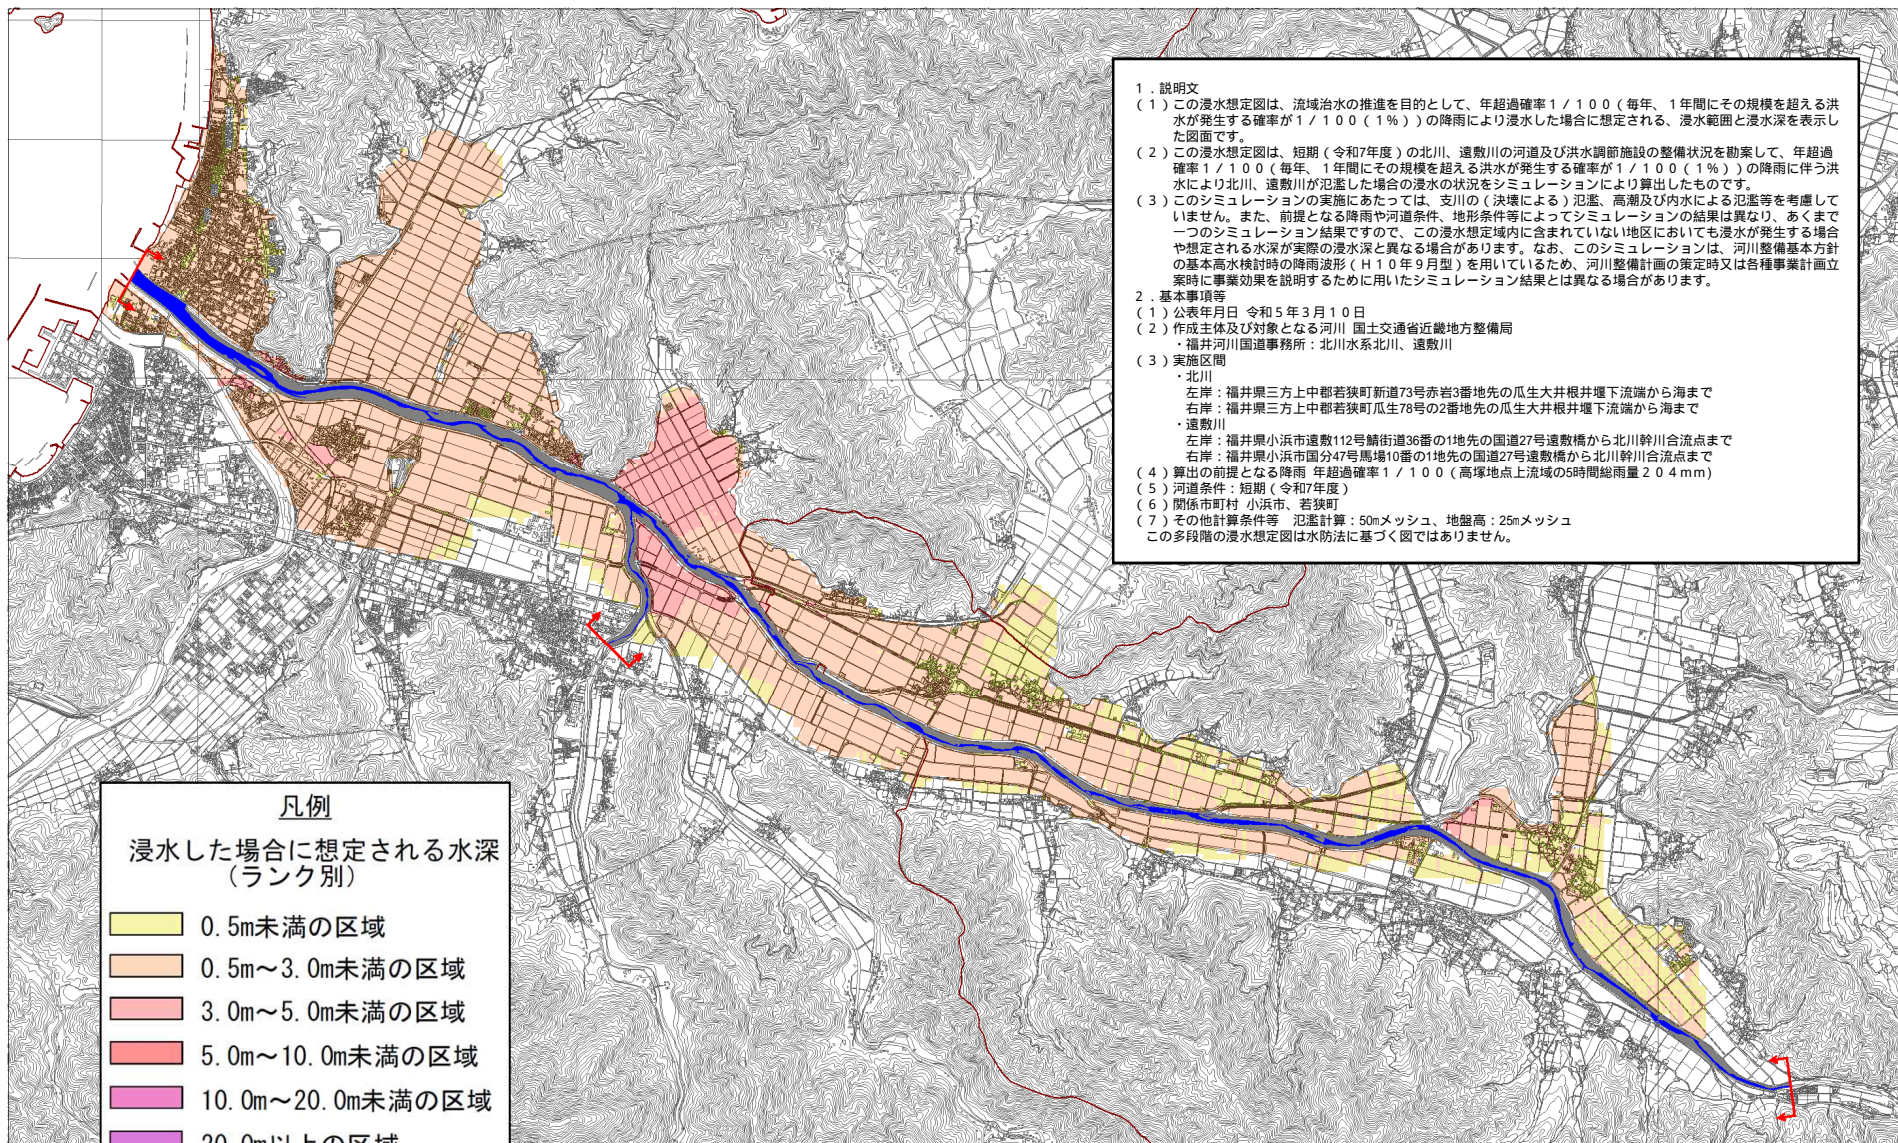 1．説明文
（１）この浸水想定図は、流域治水の推進を目的として、年超過確率１/１００（毎年、１年間にその規模を超える洪
水が発生する確率が１/１００（１%））の降雨により浸水した場合に想定される、浸水範囲と浸水深を表示し
た図面です。
（２）この浸水想定図は、短期（令和7年度）の北川、遠敷川の河道及び洪水調節施設の整備状況を勘案して、年超過
確率１/１００（毎年、１年間にその規模を超える洪水が発生する確率が１/１００（１%））の降雨に伴う洪
水により北川、遠敷川が氾濫した場合の浸水の状況をシミュレーションにより算出したものです。
（３）このシミュレーションの実施にあたっては、支川の（決壊による）氾濫、高潮及び内水による氾濫等を考慮して
いません。また、前提となる降雨や河道条件、地形条件等によってシミュレーションの結果は異なり、あくまで
一つのシミュレーション結果ですので、この浸水想定図内に含まれていない地区においても浸水が発生する場合
や想定される水深が実際の浸水深と異なる場合があります。なお、このシミュレーションは、河川整備基本方針
の基本高水検討時の降雨波形（Ｈ１０年９月型）を用いているため、河川整備計画の策定時又は各種事業計画立
案時に事業効果を説明するために用いたシミュレーション結果とは異なる場合があります。
2．基本事項等
（１）公表年月日 令和５年３月１０日
（２）作成主体及び対象となる河川 国土交通省近畿地方整備局
・福井河川国道事務所：北川水系北川、遠敷川
（３）実施区間
・北川
左岸：福井県三方上中郡若狭町新道73号赤岩3番地先の瓜生大井根井堰下流端から海まで
右岸：福井県三方上中郡若狭町瓜生78号の2番地先の瓜生大井根井堰下流端から海まで
・遠敷川
左岸：福井県小浜市遠敷112号鯖街道36番の1地先の国道27号遠敷橋から北川幹川合流点まで
右岸：福井県小浜市国分47号馬場10番の1地先の国道27号遠敷橋から北川幹川合流点まで
（４）算出の前提となる降雨 年超過確率１/１００（高塚地点上流域の5時間総雨量２０４mm）
（５）河道条件：短期（令和7年度）
（６）関係市町村 小浜市、若狭町
（７）その他計算条件等 氾濫計算：50mメッシュ、地盤高：25mメッシュ
この多段階の浸水想定図は水防法に基づく図ではありません。
凡例
浸水した場合に想定される水深
（ランク別）
0.5m未満の区域
0.5m～3.0m未満の区域
3.0m～5.0m未満の区域
5.0m～10.0m未満の区域
10.0m～20.0m未満の区域
20.0m以上の区域